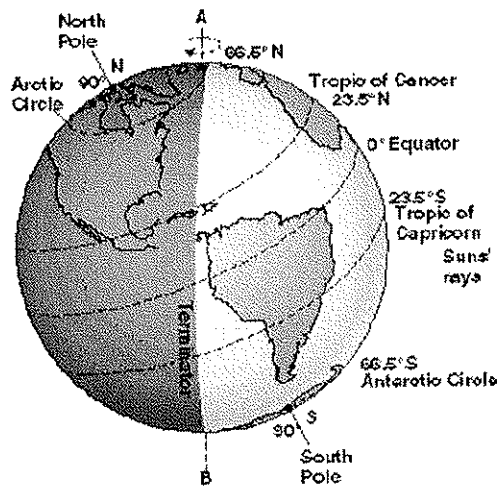 A
North
Pole
N
90°
66.5° N
Arctic
Circle
Tropic of Cancer
23.5° N
0° Equator
23.5° S
Tropic of
Capricorn
Suns'
rays
Terminator
66.5° S
Antarctic Circle
90° S
South
Pole
B